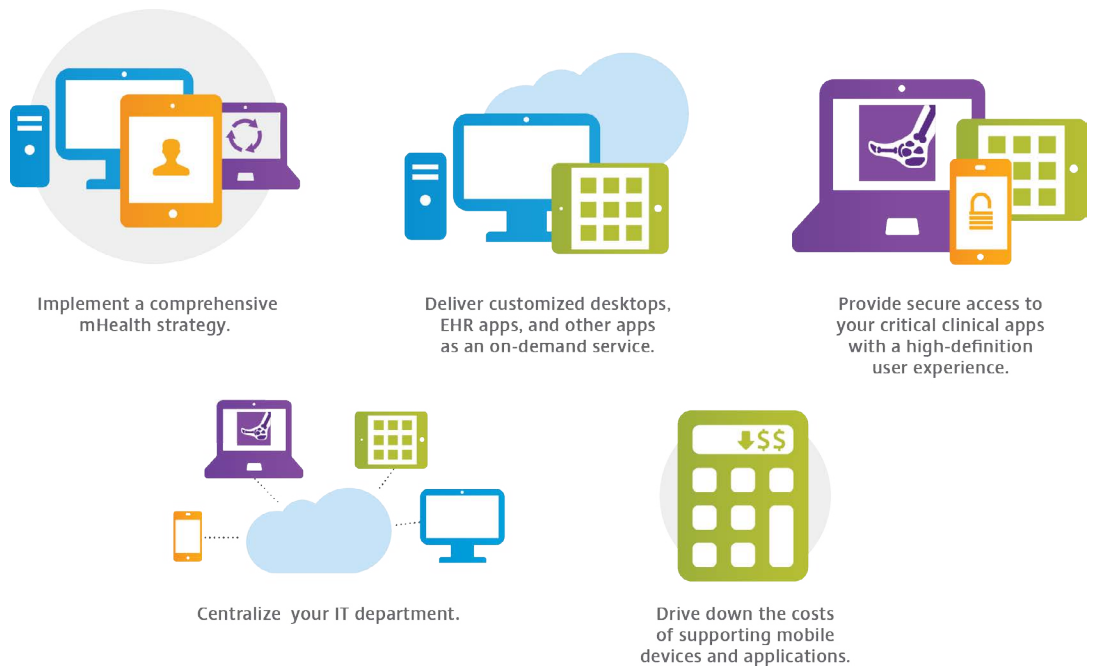 Implement a comprehensive
mHealth strategy.
Deliver customized desktops,
EHR apps, and other apps
as an on-demand service.
Provide secure access to
your critical clinical apps
with a high-definition
user experience.
Centralize your IT department.
$$
Drive down the costs
of supporting mobile
devices and applications.